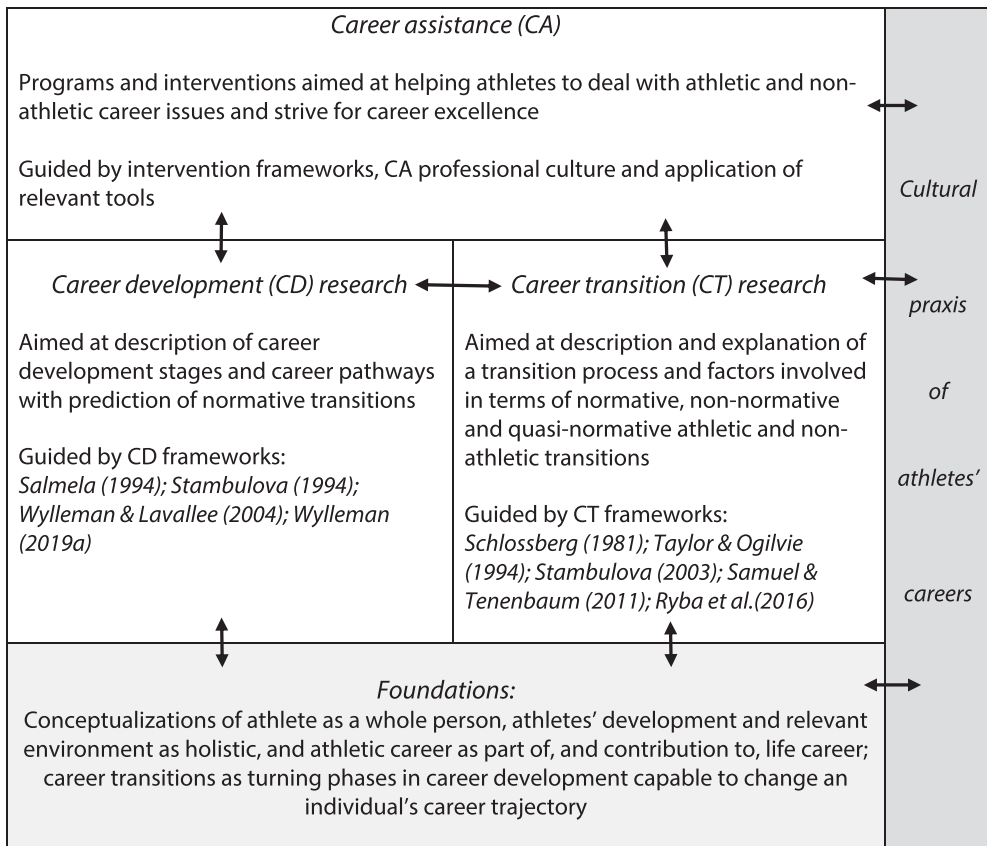 Career assistance (CA)
Programs and interventions aimed at helping athletes to deal with athletic and non-
athletic career issues and strive for career excellence
Guided by intervention frameworks, CA professional culture and application of
relevant tools
Career development (CD) research
Aimed at description of career
development stages and career pathways
with prediction of normative transitions
Guided by CD frameworks:
Salmela (1994); Stambulova (1994);
Wylleman & Lavallee (2004); Wylleman
(2019a)
Career transition (CT) research
Aimed at description and explanation of
a transition process and factors involved
in terms of normative, non-normative
and quasi-normative athletic and non-
athletic transitions
Guided by CT frameworks:
Schlossberg (1981); Taylor & Ogilvie
(1994); Stambulova (2003); Samuel &
Tenenbaum (2011); Ryba et al.(2016)
Foundations:
Conceptualizations of athlete as a whole person, athletes’ development and relevant
environment as holistic, and athletic career as part of, and contribution to, life career;
career transitions as turning phases in career development capable to change an
individual’s career trajectory
Cultural
praxis
of
athletes’
careers